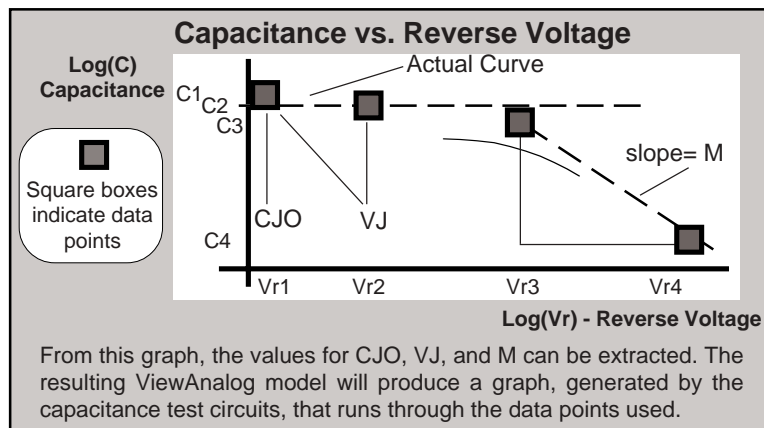 Capacitance vs. Reverse Voltage
Log(C)
Capacitance
Actual Curve
C1
C2
C3
slope= M
Square boxes
indicate data
points
CJO
VJ
C4
Vr1
Vr2
Vr3
Vr4
Log(Vr) - Reverse Voltage
From this graph, the values for CJO, VJ, and M can be extracted. The
resulting ViewAnalog model will produce a graph, generated by the
capacitance test circuits, that runs through the data points used.